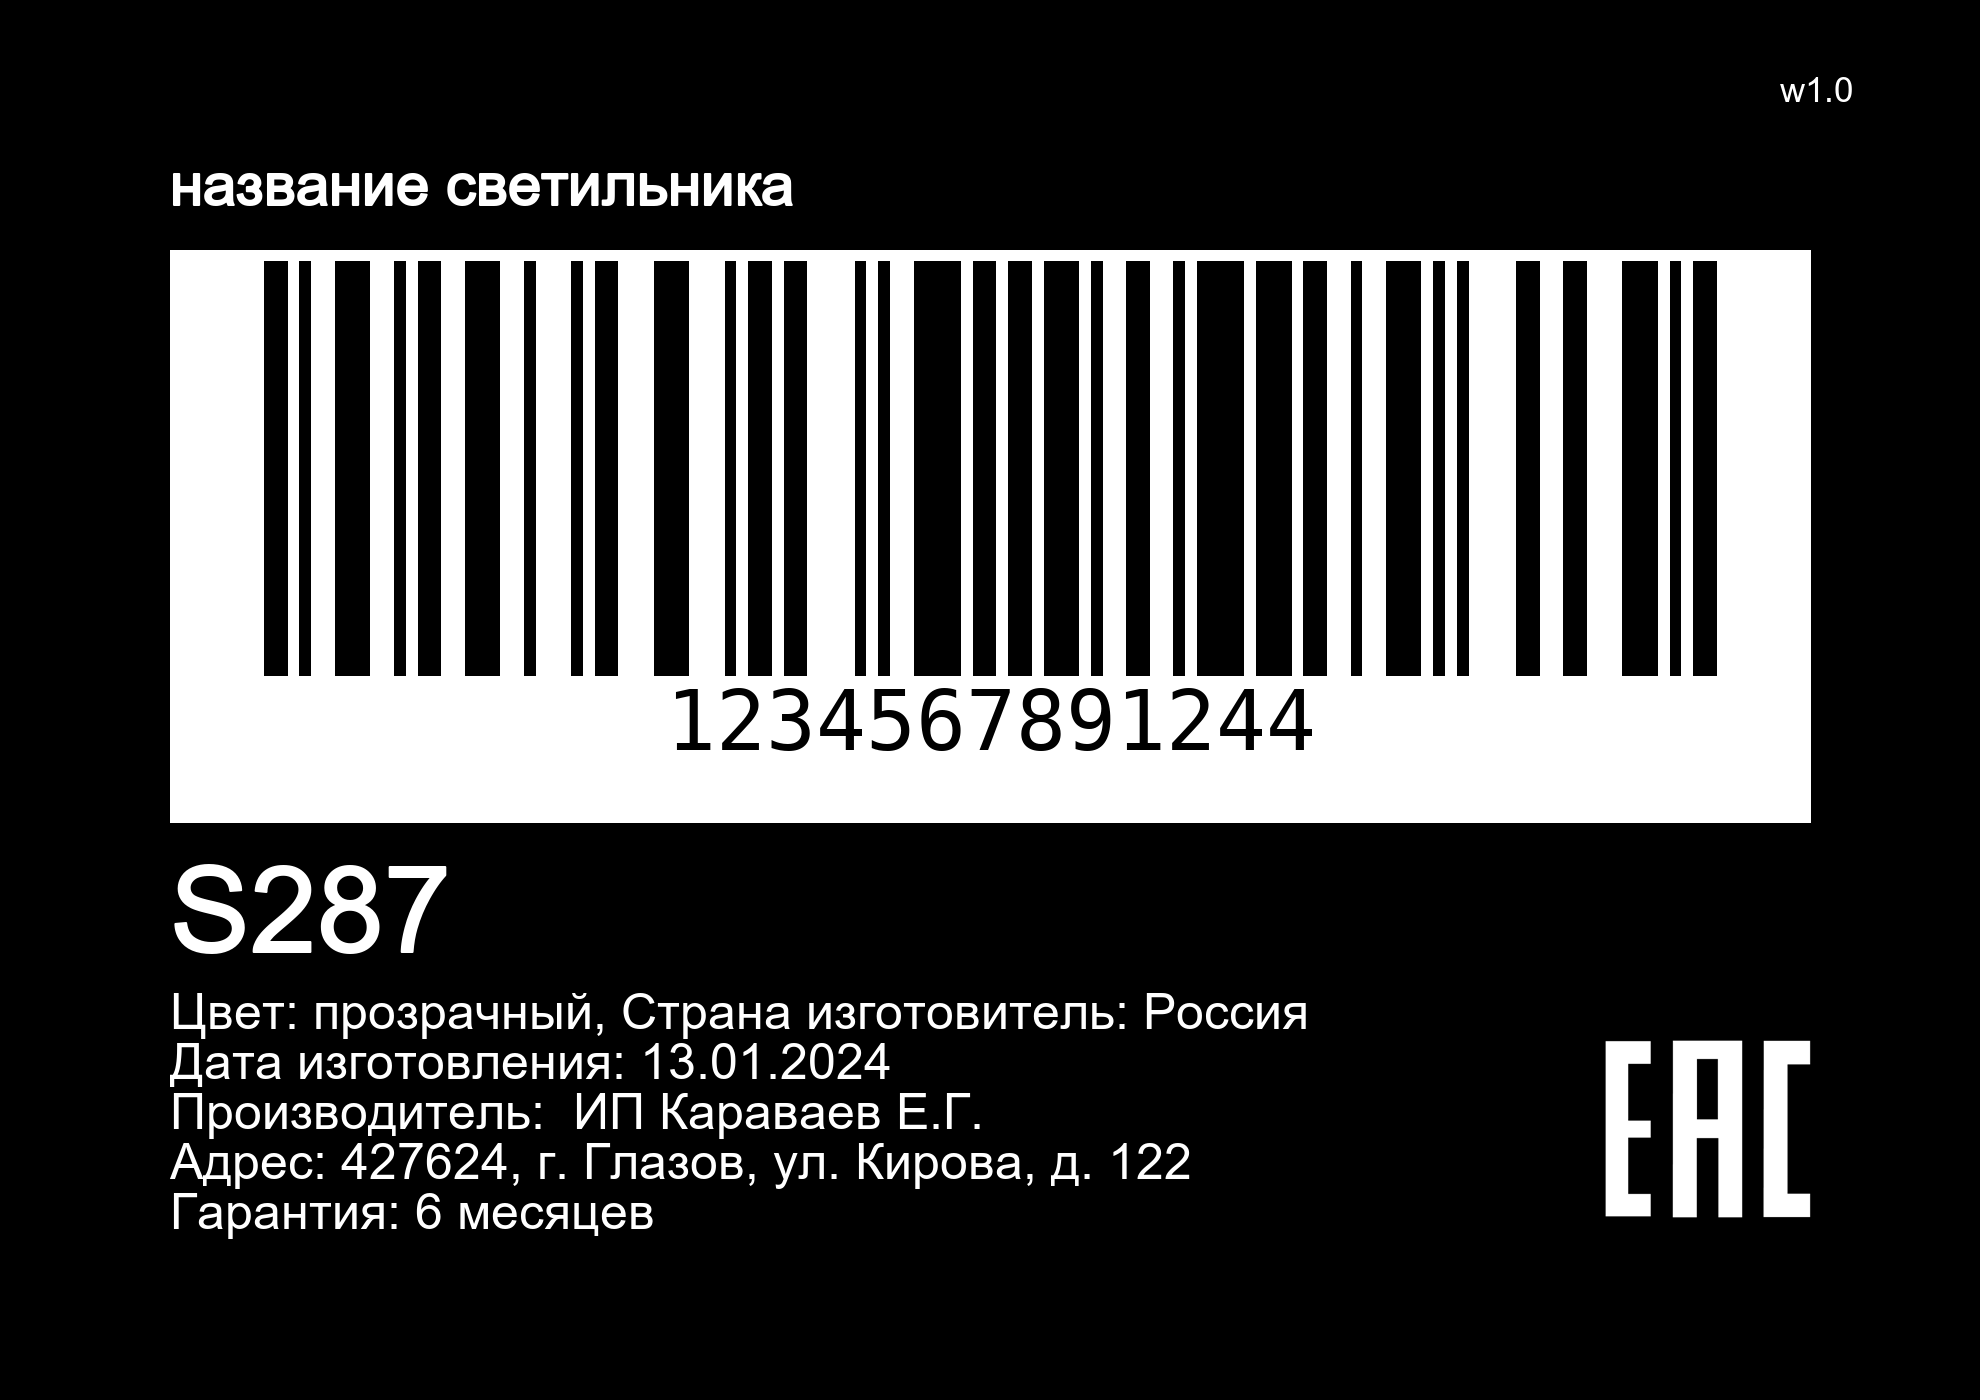 w1.0
название светильника
1234567891244
S287
Цвет: прозрачный, Страна изготовитель: Россия
Дата изготовления: 13.01.2024
Производитель:  ИП Караваев Е.Г.
Адрес: 427624, г. Глазов, ул. Кирова, д. 122
Гарантия: 6 месяцев
EAC